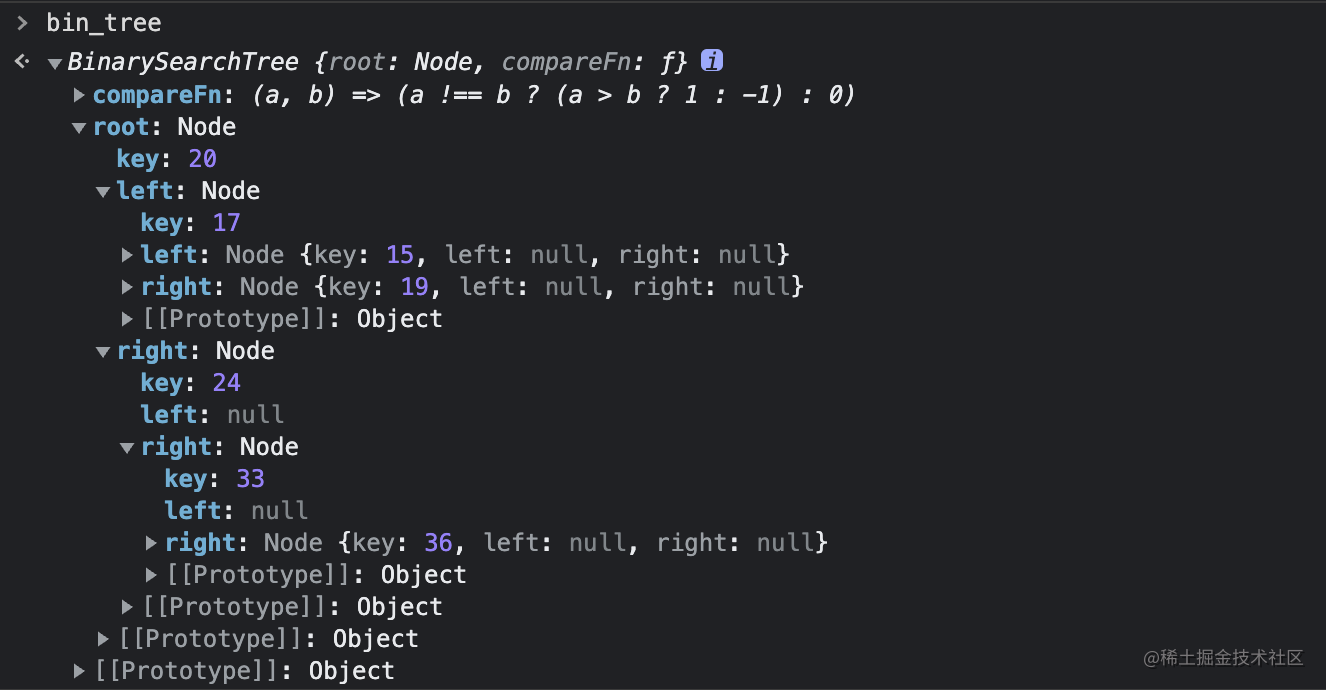 > bin_tree
BinarySearchTree {root: Node, compareFn: ƒ} i
compareFn: (a, b) => (a !== b ? (a > b ? 1 : -1) : 0)
root: Node
key: 20
left: Node
key: 17
left: Node {key: 15, left: null, right: null}
right: Node {key: 19, left: null, right: null}
[[Prototype]]: Object
right: Node
key: 24
left: null
right: Node
key: 33
left: null
right: Node {key: 36, left: null, right: null}
[[Prototype]]: Object
[[Prototype]]: Object
[[Prototype]]: Object
[[Prototype]]: Object
@稀土掘金技术社区